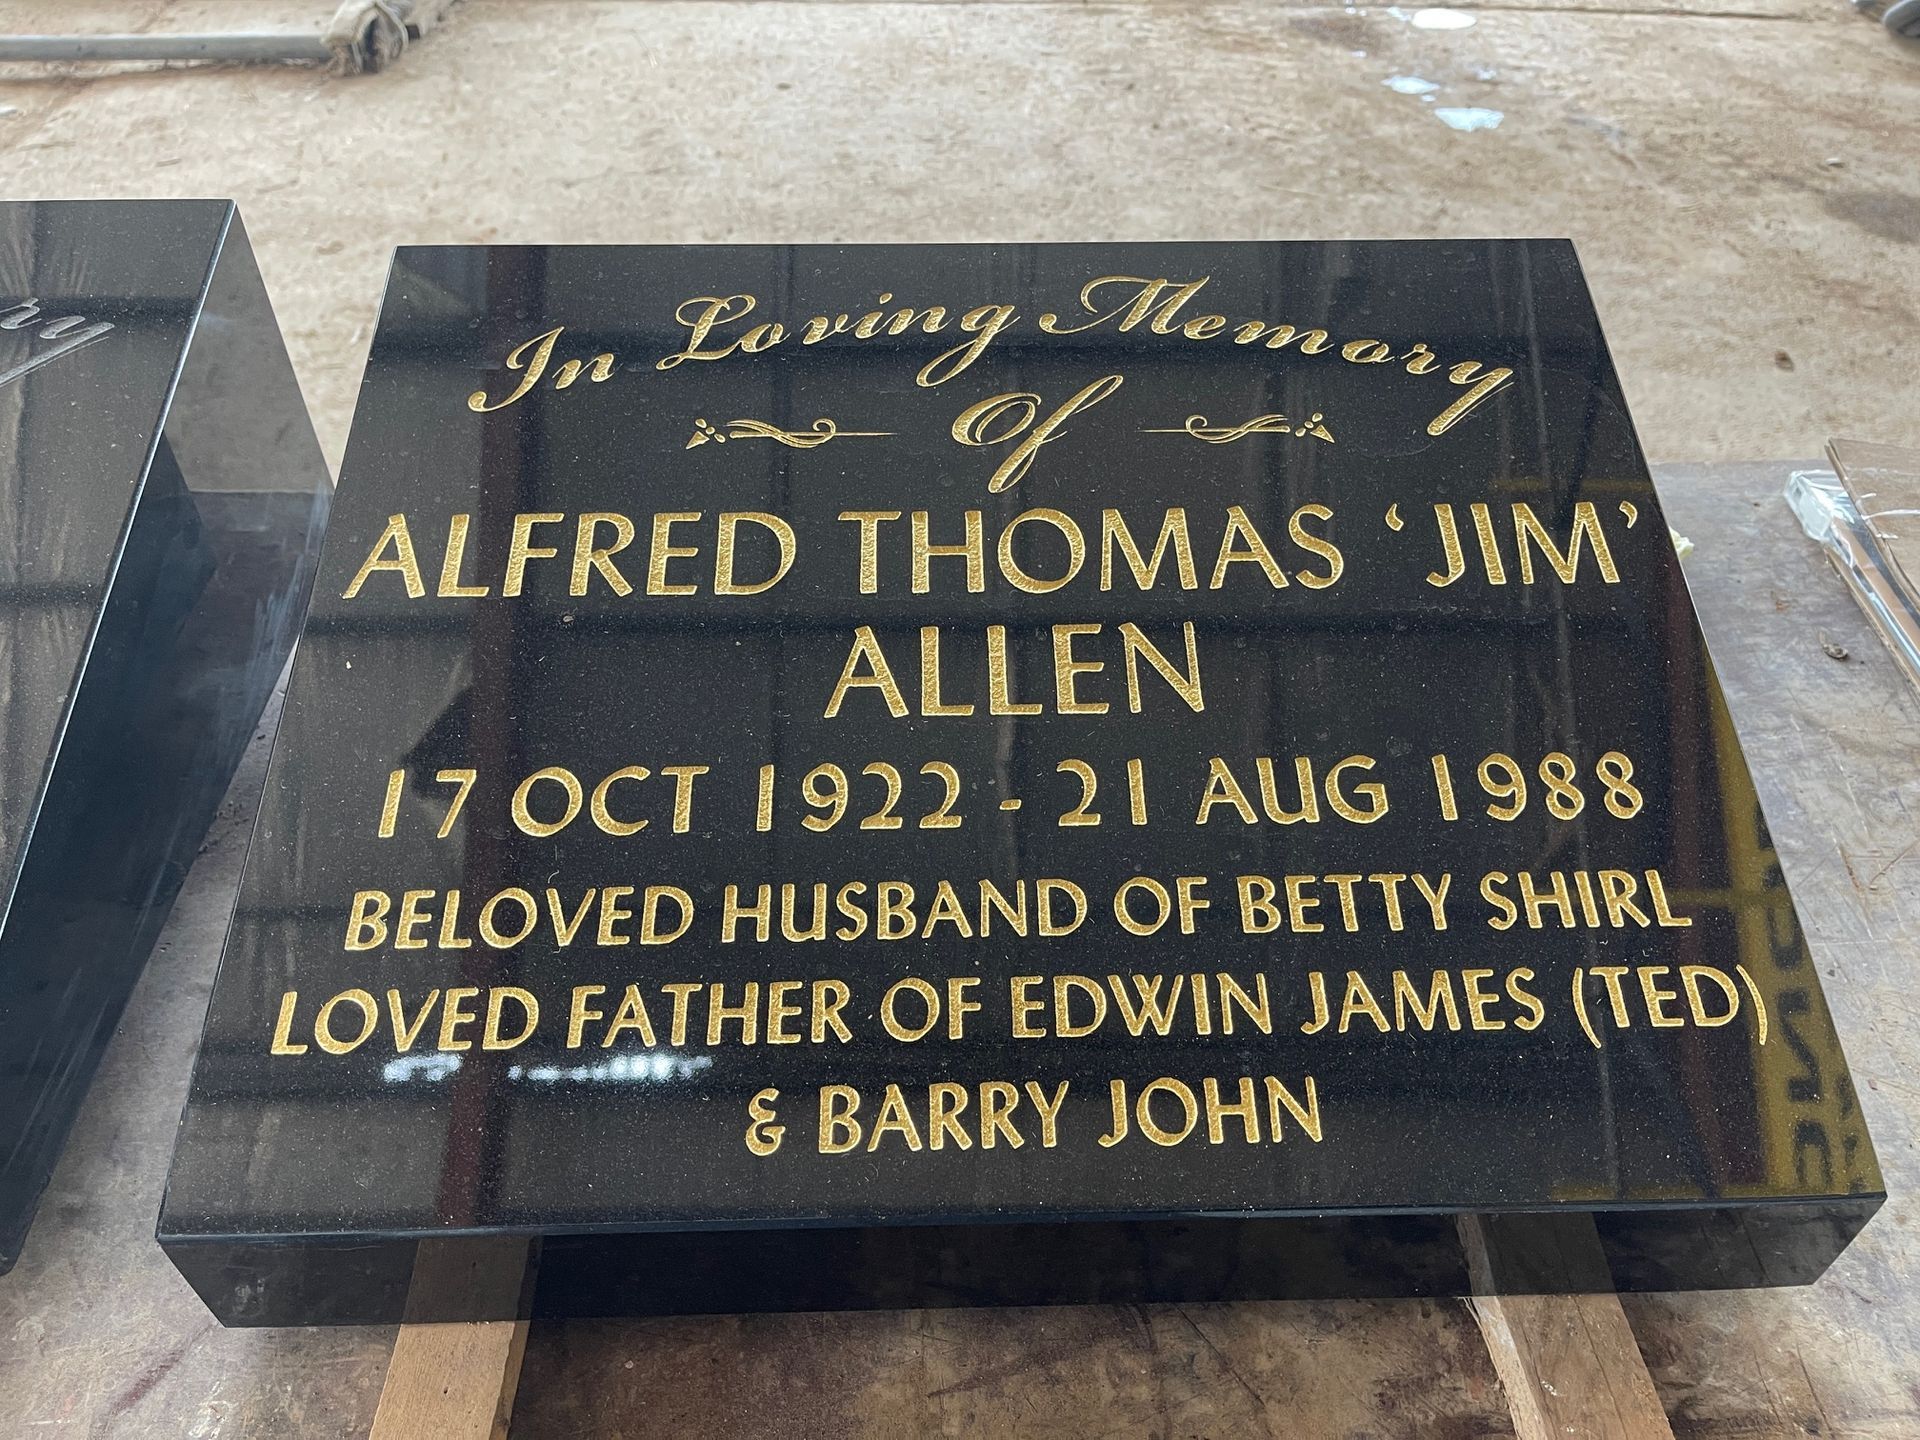 In Loving Memory
Of
ALFRED THOMAS ‘JIM’
ALLEN
17 OCT 1922 - 21 AUG 1988
BELOVED HUSBAND OF BETTY SHIRL
LOVED FATHER OF EDWIN JAMES (TED)
& BARRY JOHN